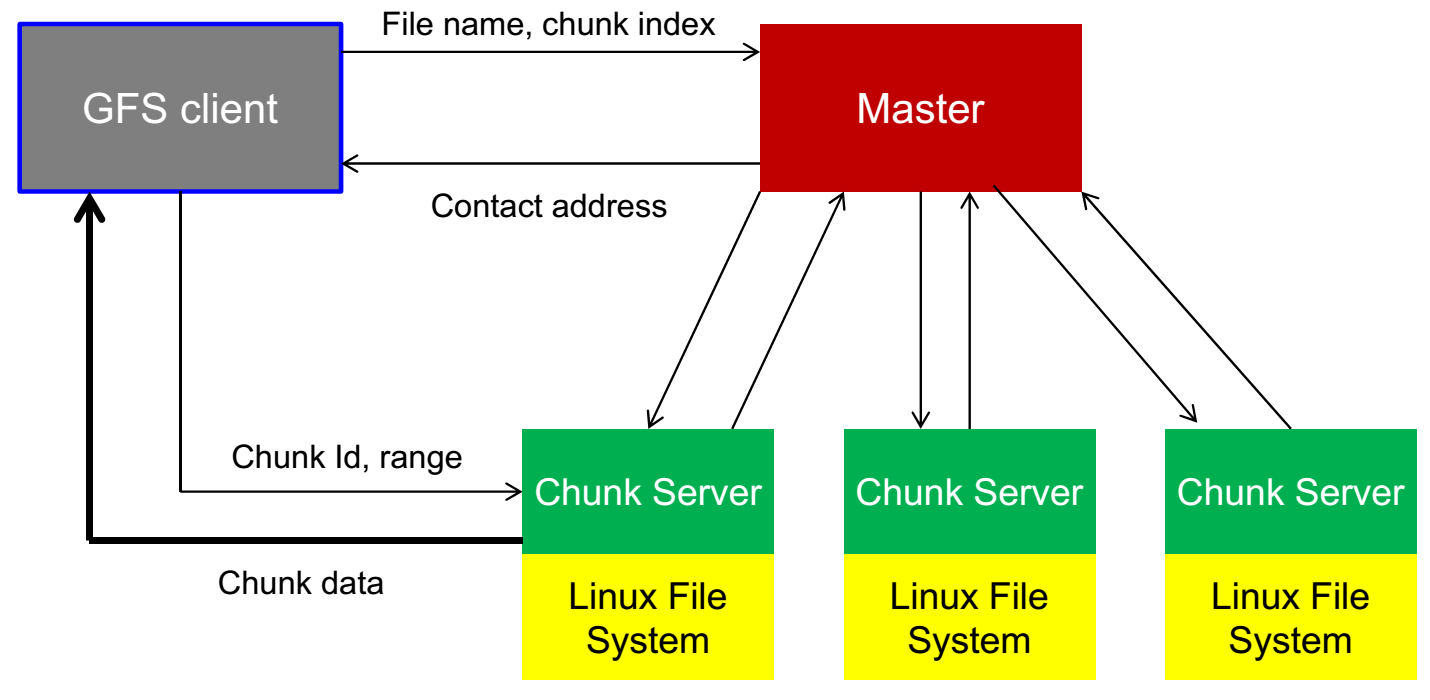 File name, chunk index
GFS client
Master
Contact address
Chunk Id, range
Chunk Server
Chunk Server
Chunk Server
Chunk data
Linux File
System
Linux File
System
Linux File
System